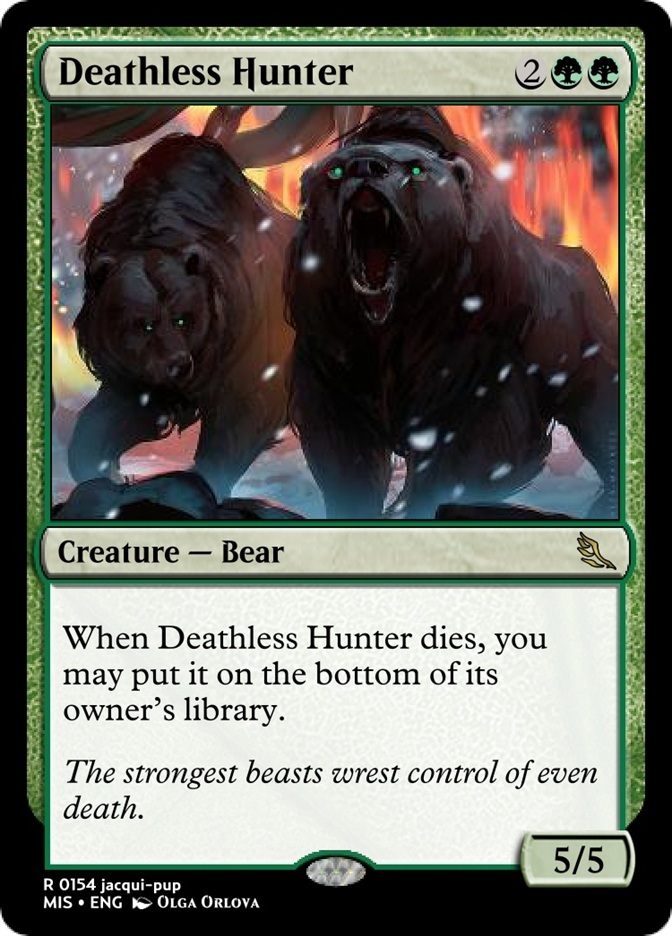 Deathless Hunter 2
Creature — Bear
When Deathless Hunter dies, you
may put it on the bottom of its
owner's library.
The strongest beasts wrest control of even
death.
5/5
R 0154 jacqui-pup
MIS • ENG OLGA ORLOVA